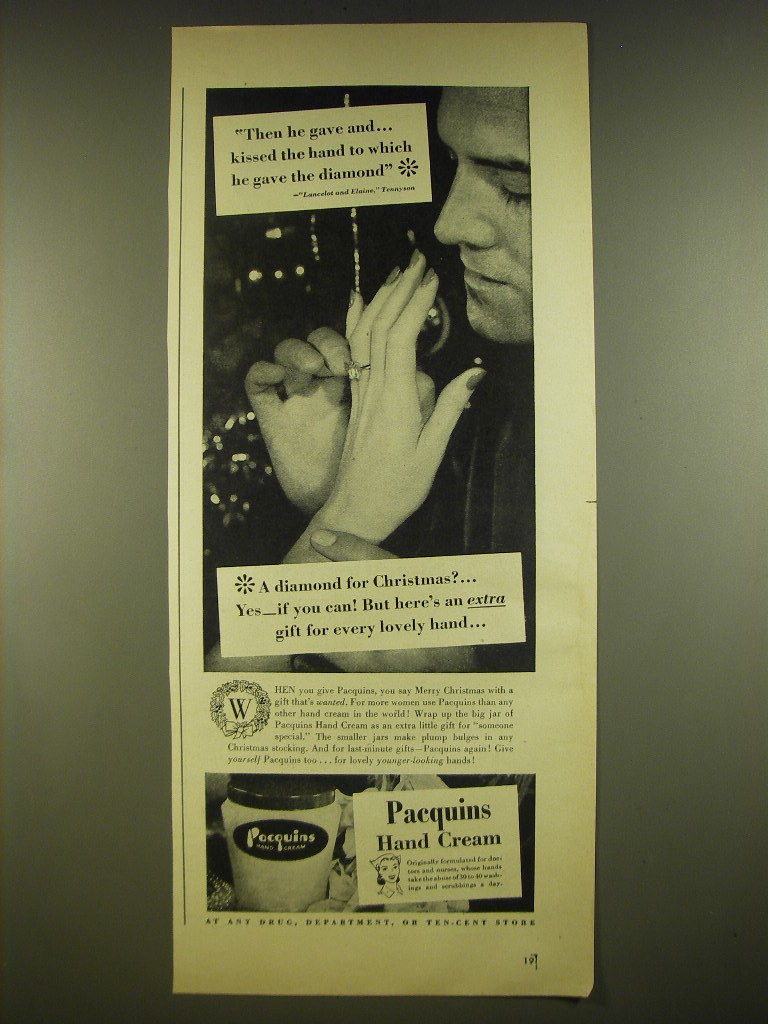 "Then he gave and...
kissed the hand to which
he gave the diamond" ❊
—"Lancelot and Elaine," Tennyson
❊ A diamond for Christmas?...
Yes—if you can! But here's an extra
gift for every lovely hand...
WHEN you give Pacquins, you say Merry Christmas with a
gift that's wanted. For more women use Pacquins than any
other hand cream in the world! Wrap up the big jar of
Pacquins Hand Cream as an extra little gift for "someone
special." The smaller jars make plump bulges in any
Christmas stocking. And for last-minute gifts—Pacquins again! Give
yourself Pacquins too... for lovely younger-looking hands!
Pacquins
HAND CREAM
Pacquins
Hand Cream
Originally formulated for doc-
tors and nurses, whose hands
take the abuse of 30 to 40 wash-
ings and scrubbings a day.
AT ANY DRUG, DEPARTMENT, OR TEN-CENT STORE
19